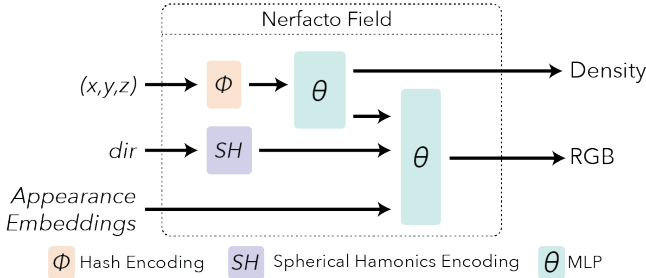 Nerfacto Field
(x,y,z)
Φ
θ
Density
dir
SH
θ
RGB
Appearance
Embeddings
Φ Hash Encoding SH Spherical Hamonics Encoding θ MLP